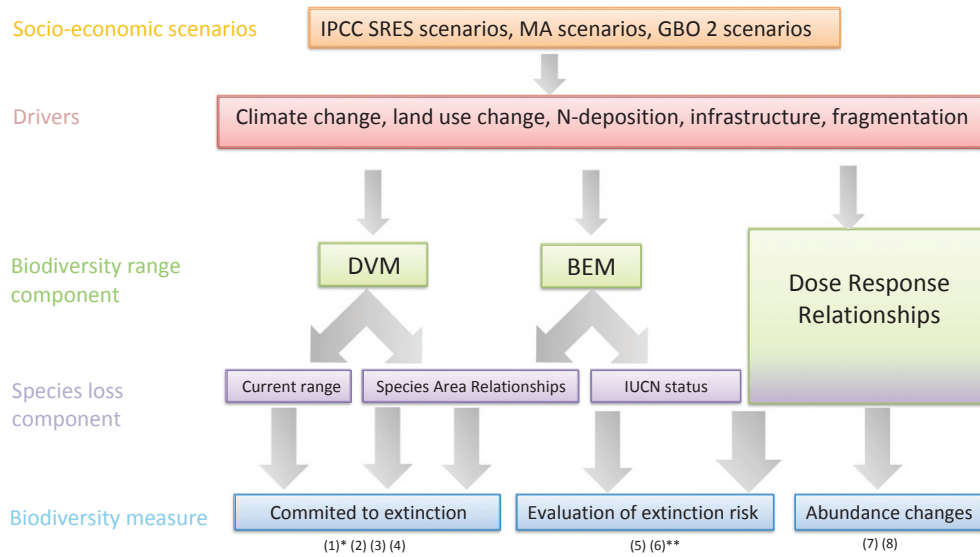 Socio-economic scenarios
IPCC SRES scenarios, MA scenarios, GBO 2 scenarios
Drivers
Climate change, land use change, N-deposition, infrastructure, fragmentation
Biodiversity range
component
DVM
BEM
Dose Response
Relationships
Species loss
component
Current range
Species Area Relationships
IUCN status
Biodiversity measure
Commited to extinction
Evaluation of extinction risk
Abundance changes
(1)* (2) (3) (4)
(5) (6)**
(7) (8)